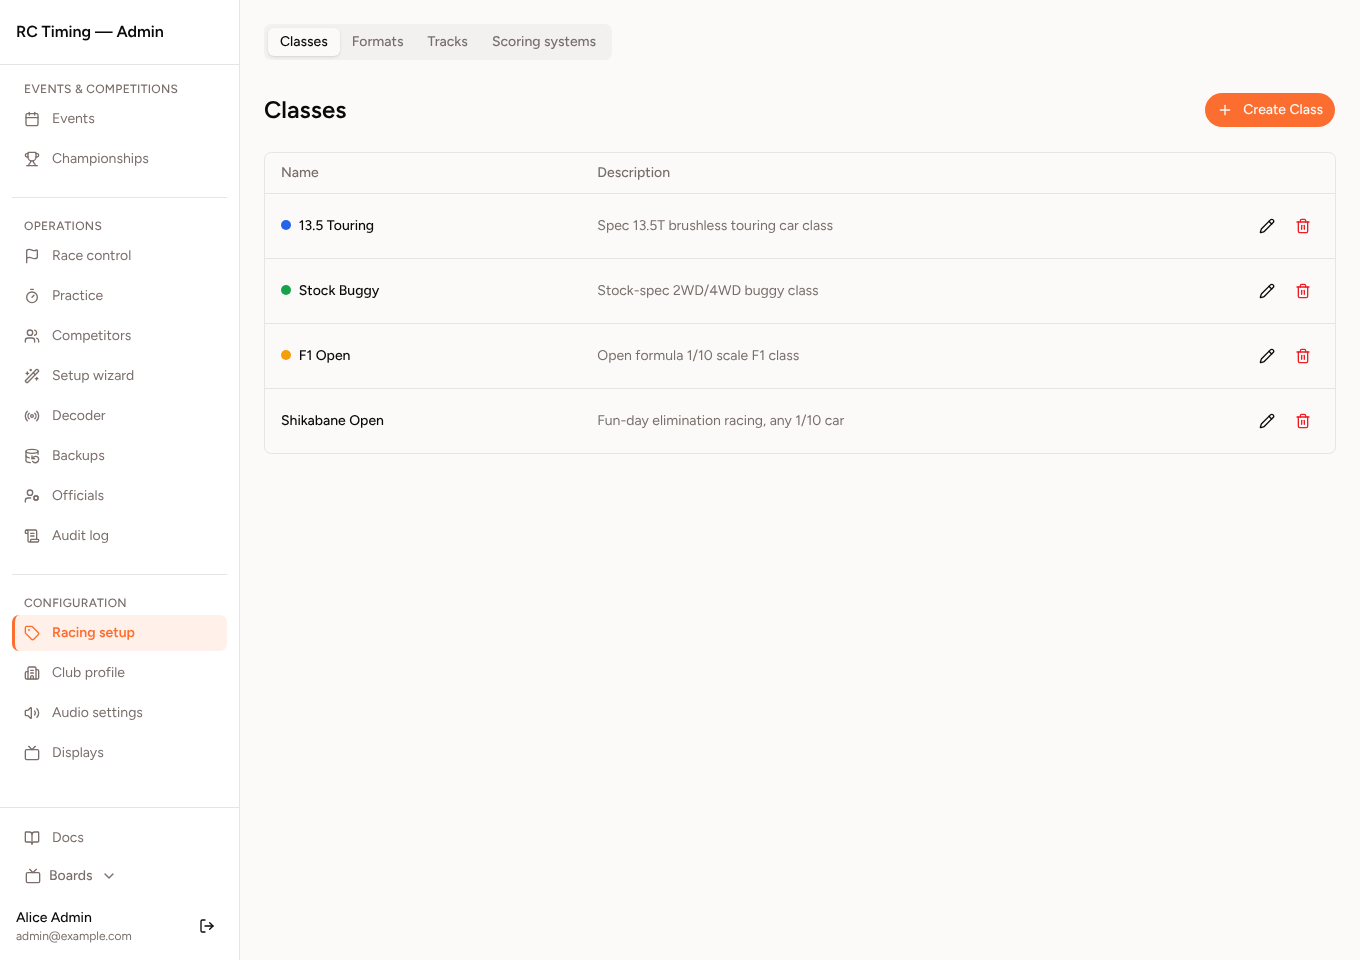 RC Timing — Admin
EVENTS & COMPETITIONS
Events
Championships
OPERATIONS
Race control
Practice
Competitors
Setup wizard
Decoder
Backups
Officials
Audit log
CONFIGURATION
Racing setup
Club profile
Audio settings
Displays
Docs
Boards
Alice Admin
admin@example.com
Classes Formats Tracks Scoring systems
Classes
Create Class
Name Description
13.5 Touring Spec 13.5T brushless touring car class
Stock Buggy Stock-spec 2WD/4WD buggy class
F1 Open Open formula 1/10 scale F1 class
Shikabane Open Fun-day elimination racing, any 1/10 car